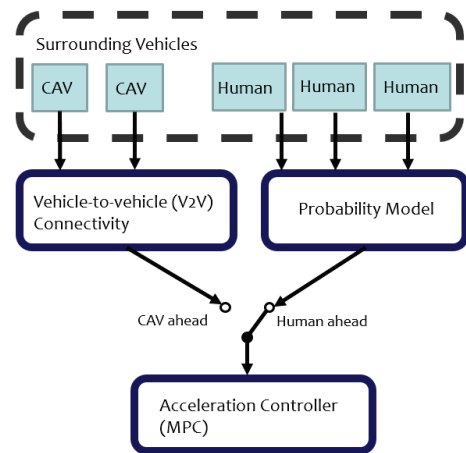 Surrounding Vehicles
CAV
CAV
Human
Human
Human
Vehicle-to-vehicle (V2V)
Connectivity
Probability Model
CAV ahead
Human ahead
Acceleration Controller
(MPC)